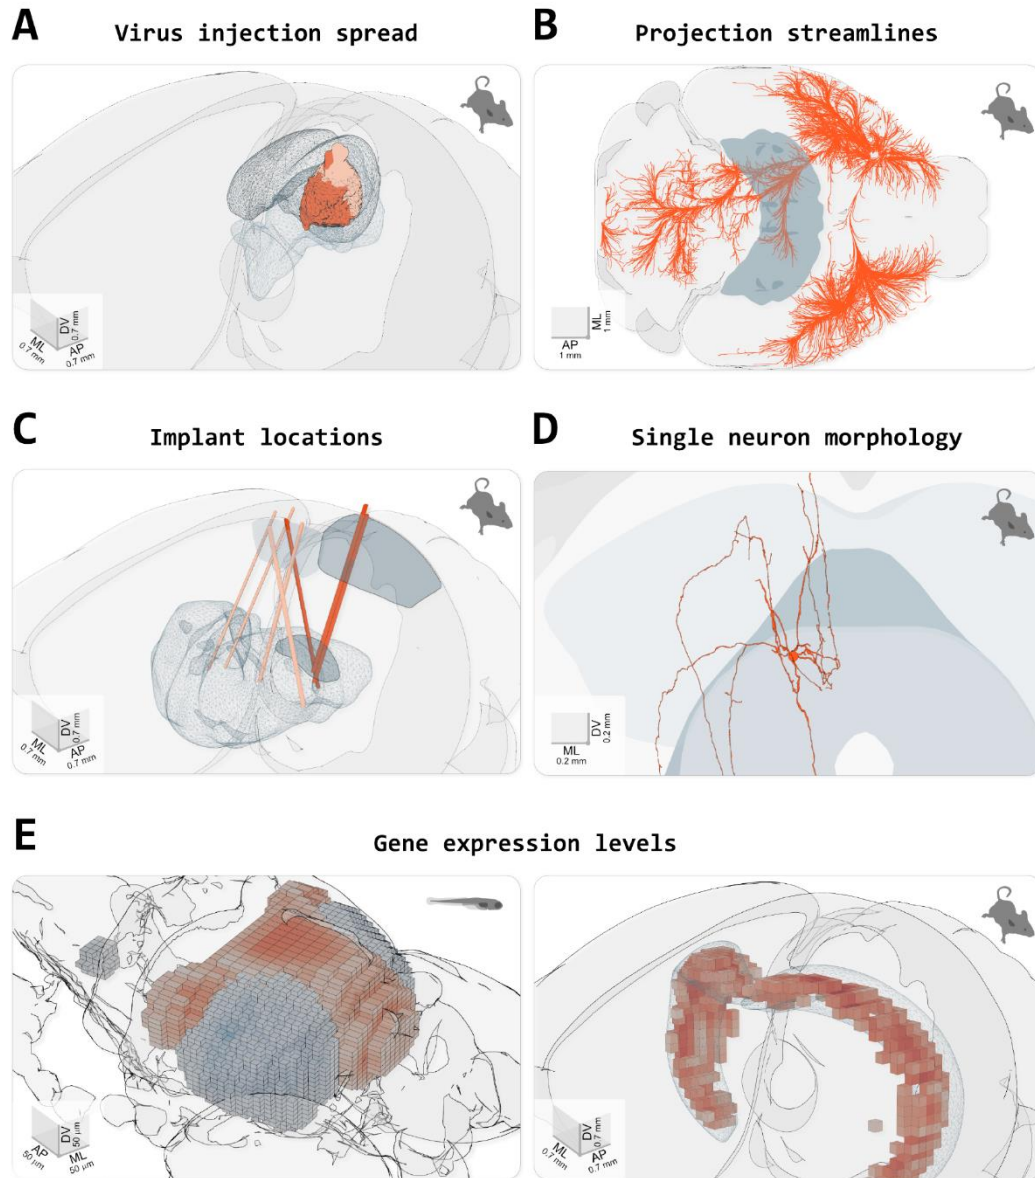 A Virus injection spread
DV
0.7 mm
ML
0.7 mm
AP
0.7 mm
B Projection streamlines
ML
1 mm
AP
1 mm
C Implant locations
DV
0.7 mm
ML
0.7 mm
AP
0.7 mm
D Single neuron morphology
DV
0.2 mm
ML
0.2 mm
E Gene expression levels
DV
50 µm
AP
50 µm
ML
50 µm
DV
0.7 mm
ML
0.7 mm
AP
0.7 mm